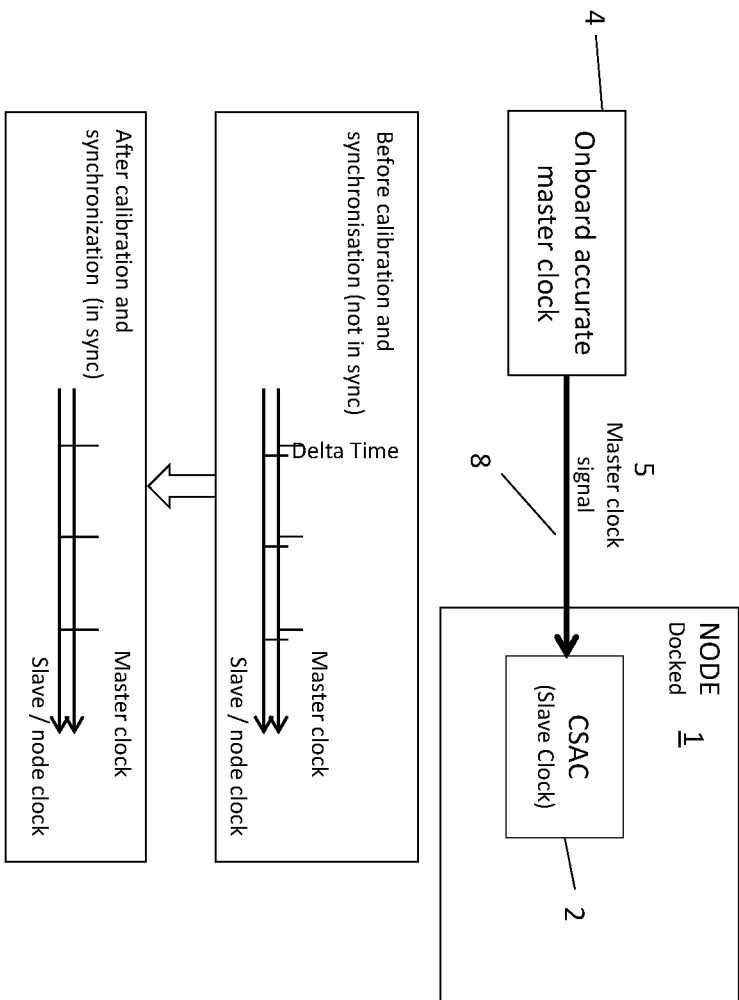 4
Onboard accurate
master clock
5
Master clock
signal
8
NODE
Docked
1
CSAC
(Slave Clock)
2
Before calibration and
synchronisation (not in sync)
Delta Time
Master clock
Slave / node clock
After calibration and
synchronization (in sync)
Master clock
Slave / node clock